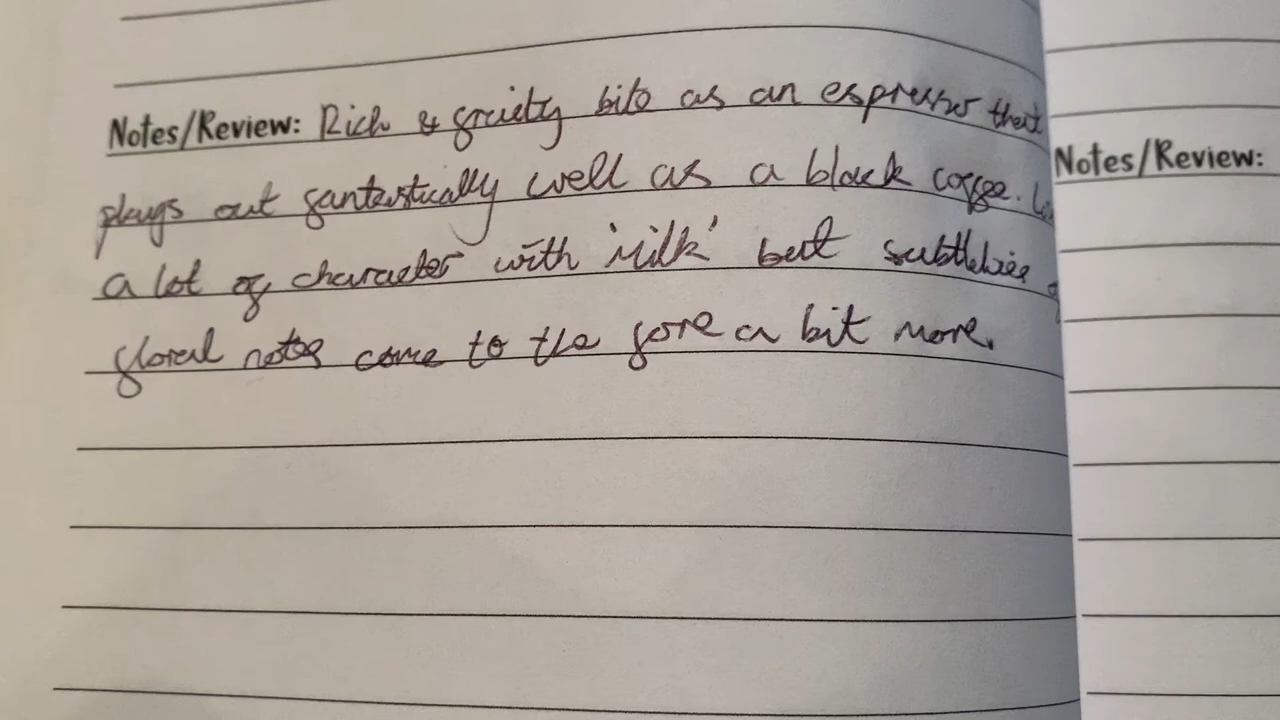 Notes/Review: Rich & fruity bite as an espresso that
plays out fantastically well as a black coffee.
a lot of character with 'milk' but subtleties
floral notes come to the fore a bit more.
Notes/Review: